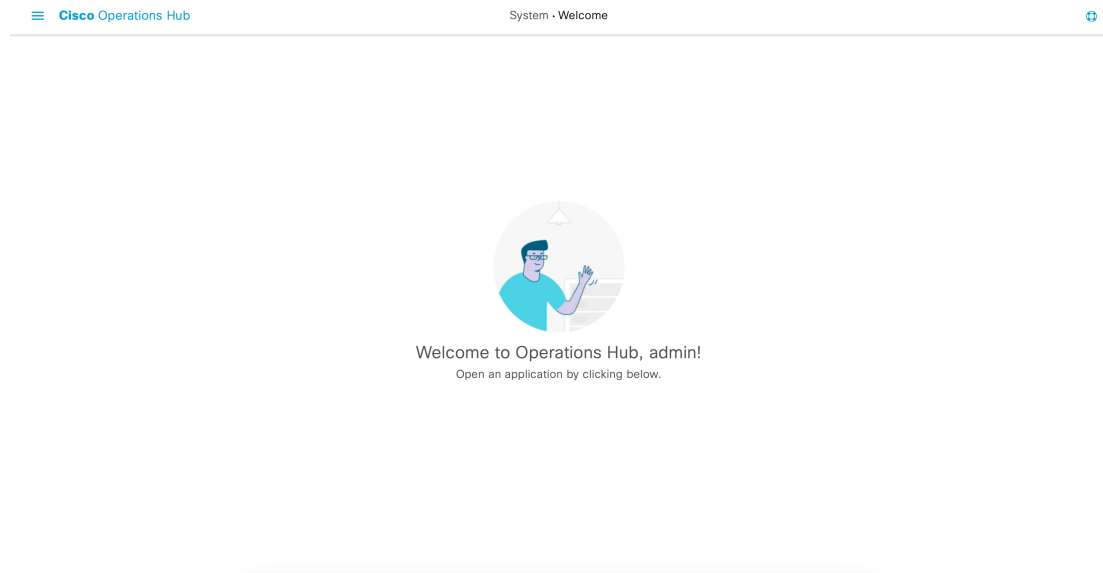 Cisco Operations Hub
System · Welcome
Welcome to Operations Hub, admin!
Open an application by clicking below.